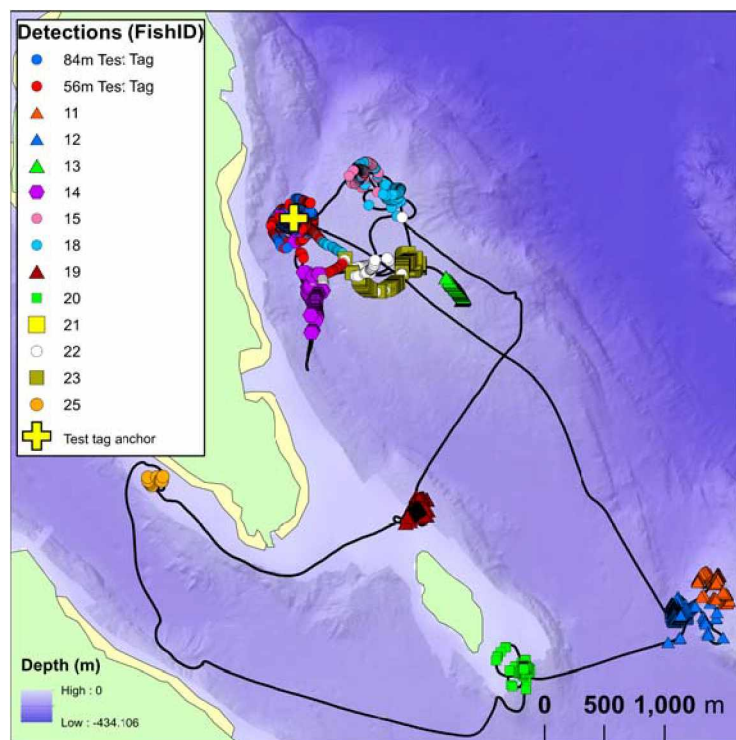 Detections (FishID)
84m Tes: Tag
56m Tes: Tag
11
12
13
14
15
18
19
20
21
22
23
25
Test tag anchor
Depth (m)
High : 0
Low : -434.106
0 500 1,000 m